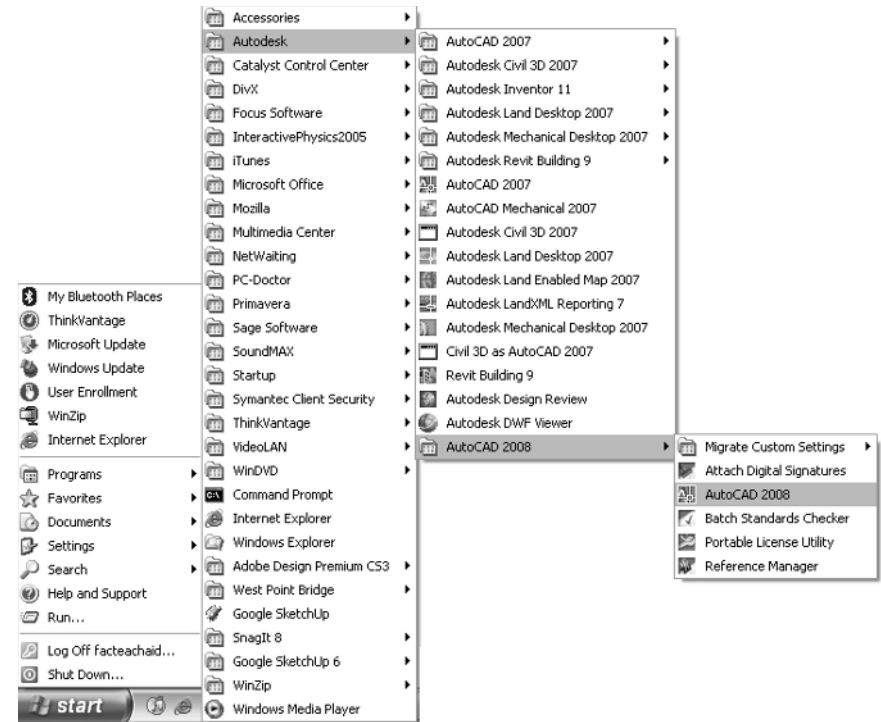 My Bluetooth Places
ThinkVantage
Microsoft Update
Windows Update
User Enrollment
WinZip
Internet Explorer
Programs
Favorites
Documents
Settings
Search
Help and Support
Run...
Log Off facteachaid...
Shut Down...
start
Accessories
Autodesk
Catalyst Control Center
DivX
Focus Software
InteractivePhysics2005
iTunes
Microsoft Office
Mozilla
Multimedia Center
NetWaiting
PC-Doctor
Primavera
Sage Software
SoundMAX
Startup
Symantec Client Security
ThinkVantage
VideoLAN
WinDVD
Command Prompt
Internet Explorer
Windows Explorer
Adobe Design Premium CS3
West Point Bridge
Google SketchUp
SnagIt 8
Google SketchUp 6
WinZip
Windows Media Player
AutoCAD 2007
Autodesk Civil 3D 2007
Autodesk Inventor 11
Autodesk Land Desktop 2007
Autodesk Mechanical Desktop 2007
Autodesk Revit Building 9
AutoCAD 2007
AutoCAD Mechanical 2007
Autodesk Civil 3D 2007
Autodesk Land Desktop 2007
Autodesk Land Enabled Map 2007
Autodesk LandXML Reporting 7
Autodesk Mechanical Desktop 2007
Civil 3D as AutoCAD 2007
Revit Building 9
Autodesk Design Review
Autodesk DWF Viewer
AutoCAD 2008
Migrate Custom Settings
Attach Digital Signatures
AutoCAD 2008
Batch Standards Checker
Portable License Utility
Reference Manager